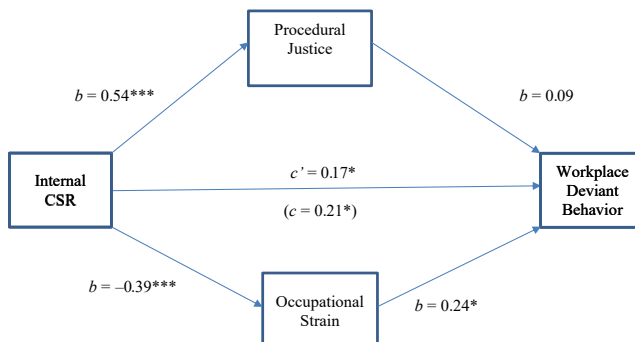 Procedural
Justice
b = 0.54***
b = 0.09
Internal
CSR
c’ = 0.17*
(c = 0.21*)
Workplace
Deviant
Behavior
b = –0.39***
Occupational
Strain
b = 0.24*